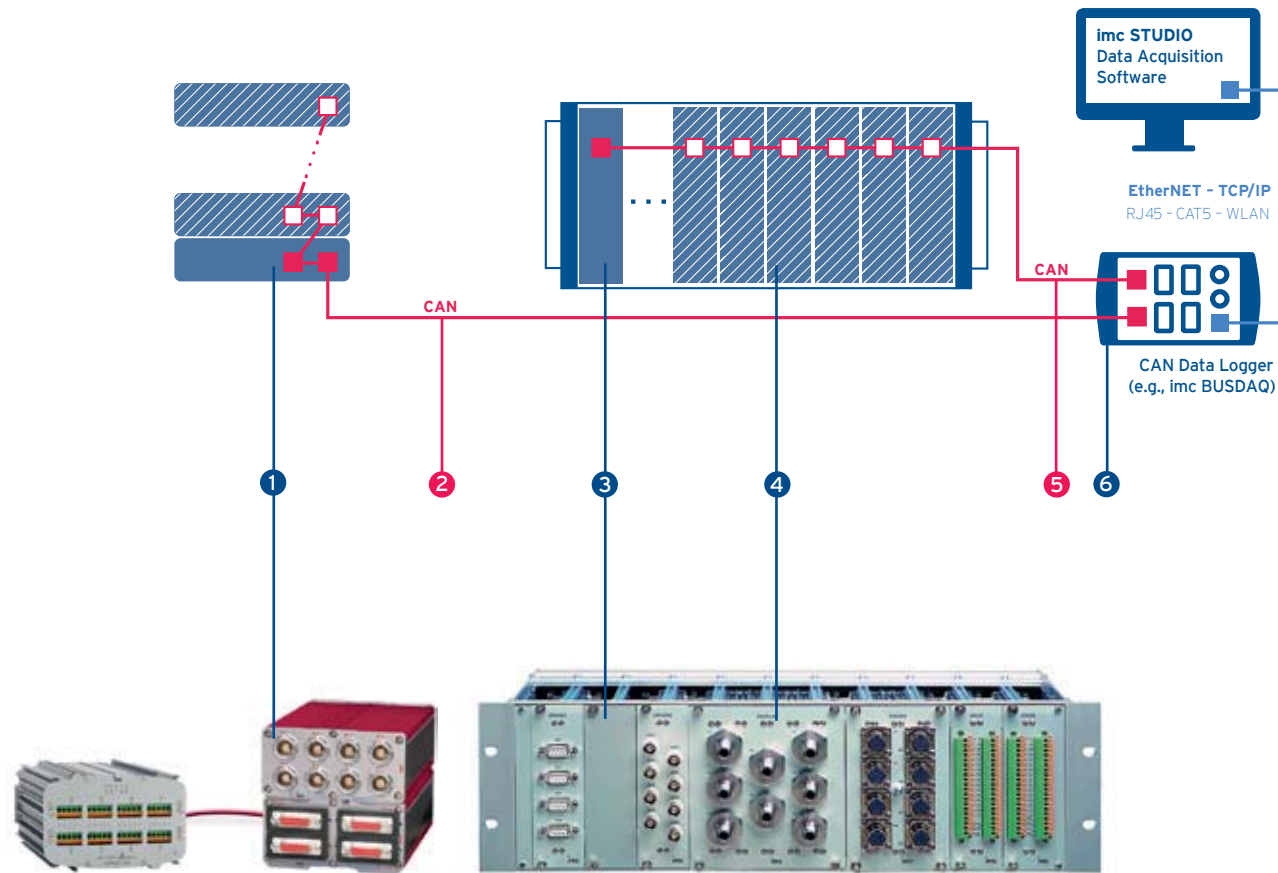 imc STUDIO
Data Acquisition
Software
EtherNET - TCP/IP
RJ45 - CAT5 - WLAN
CAN
CAN
CAN Data Logger
(e.g., imc BUSDAQ)
1
2
3
4
5
6